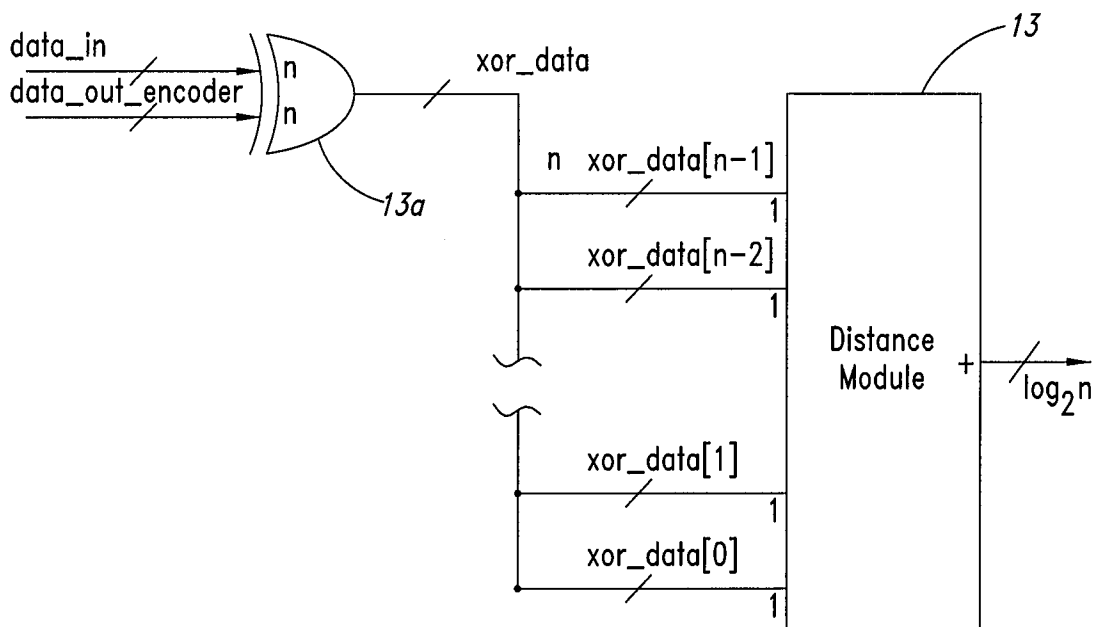 13
data_in
n
xor_data
data_out_encoder
n
13a
n xor_data[n-1]
1
xor_data[n-2]
1
Distance
Module
+
log₂n
xor_data[1]
1
xor_data[0]
1